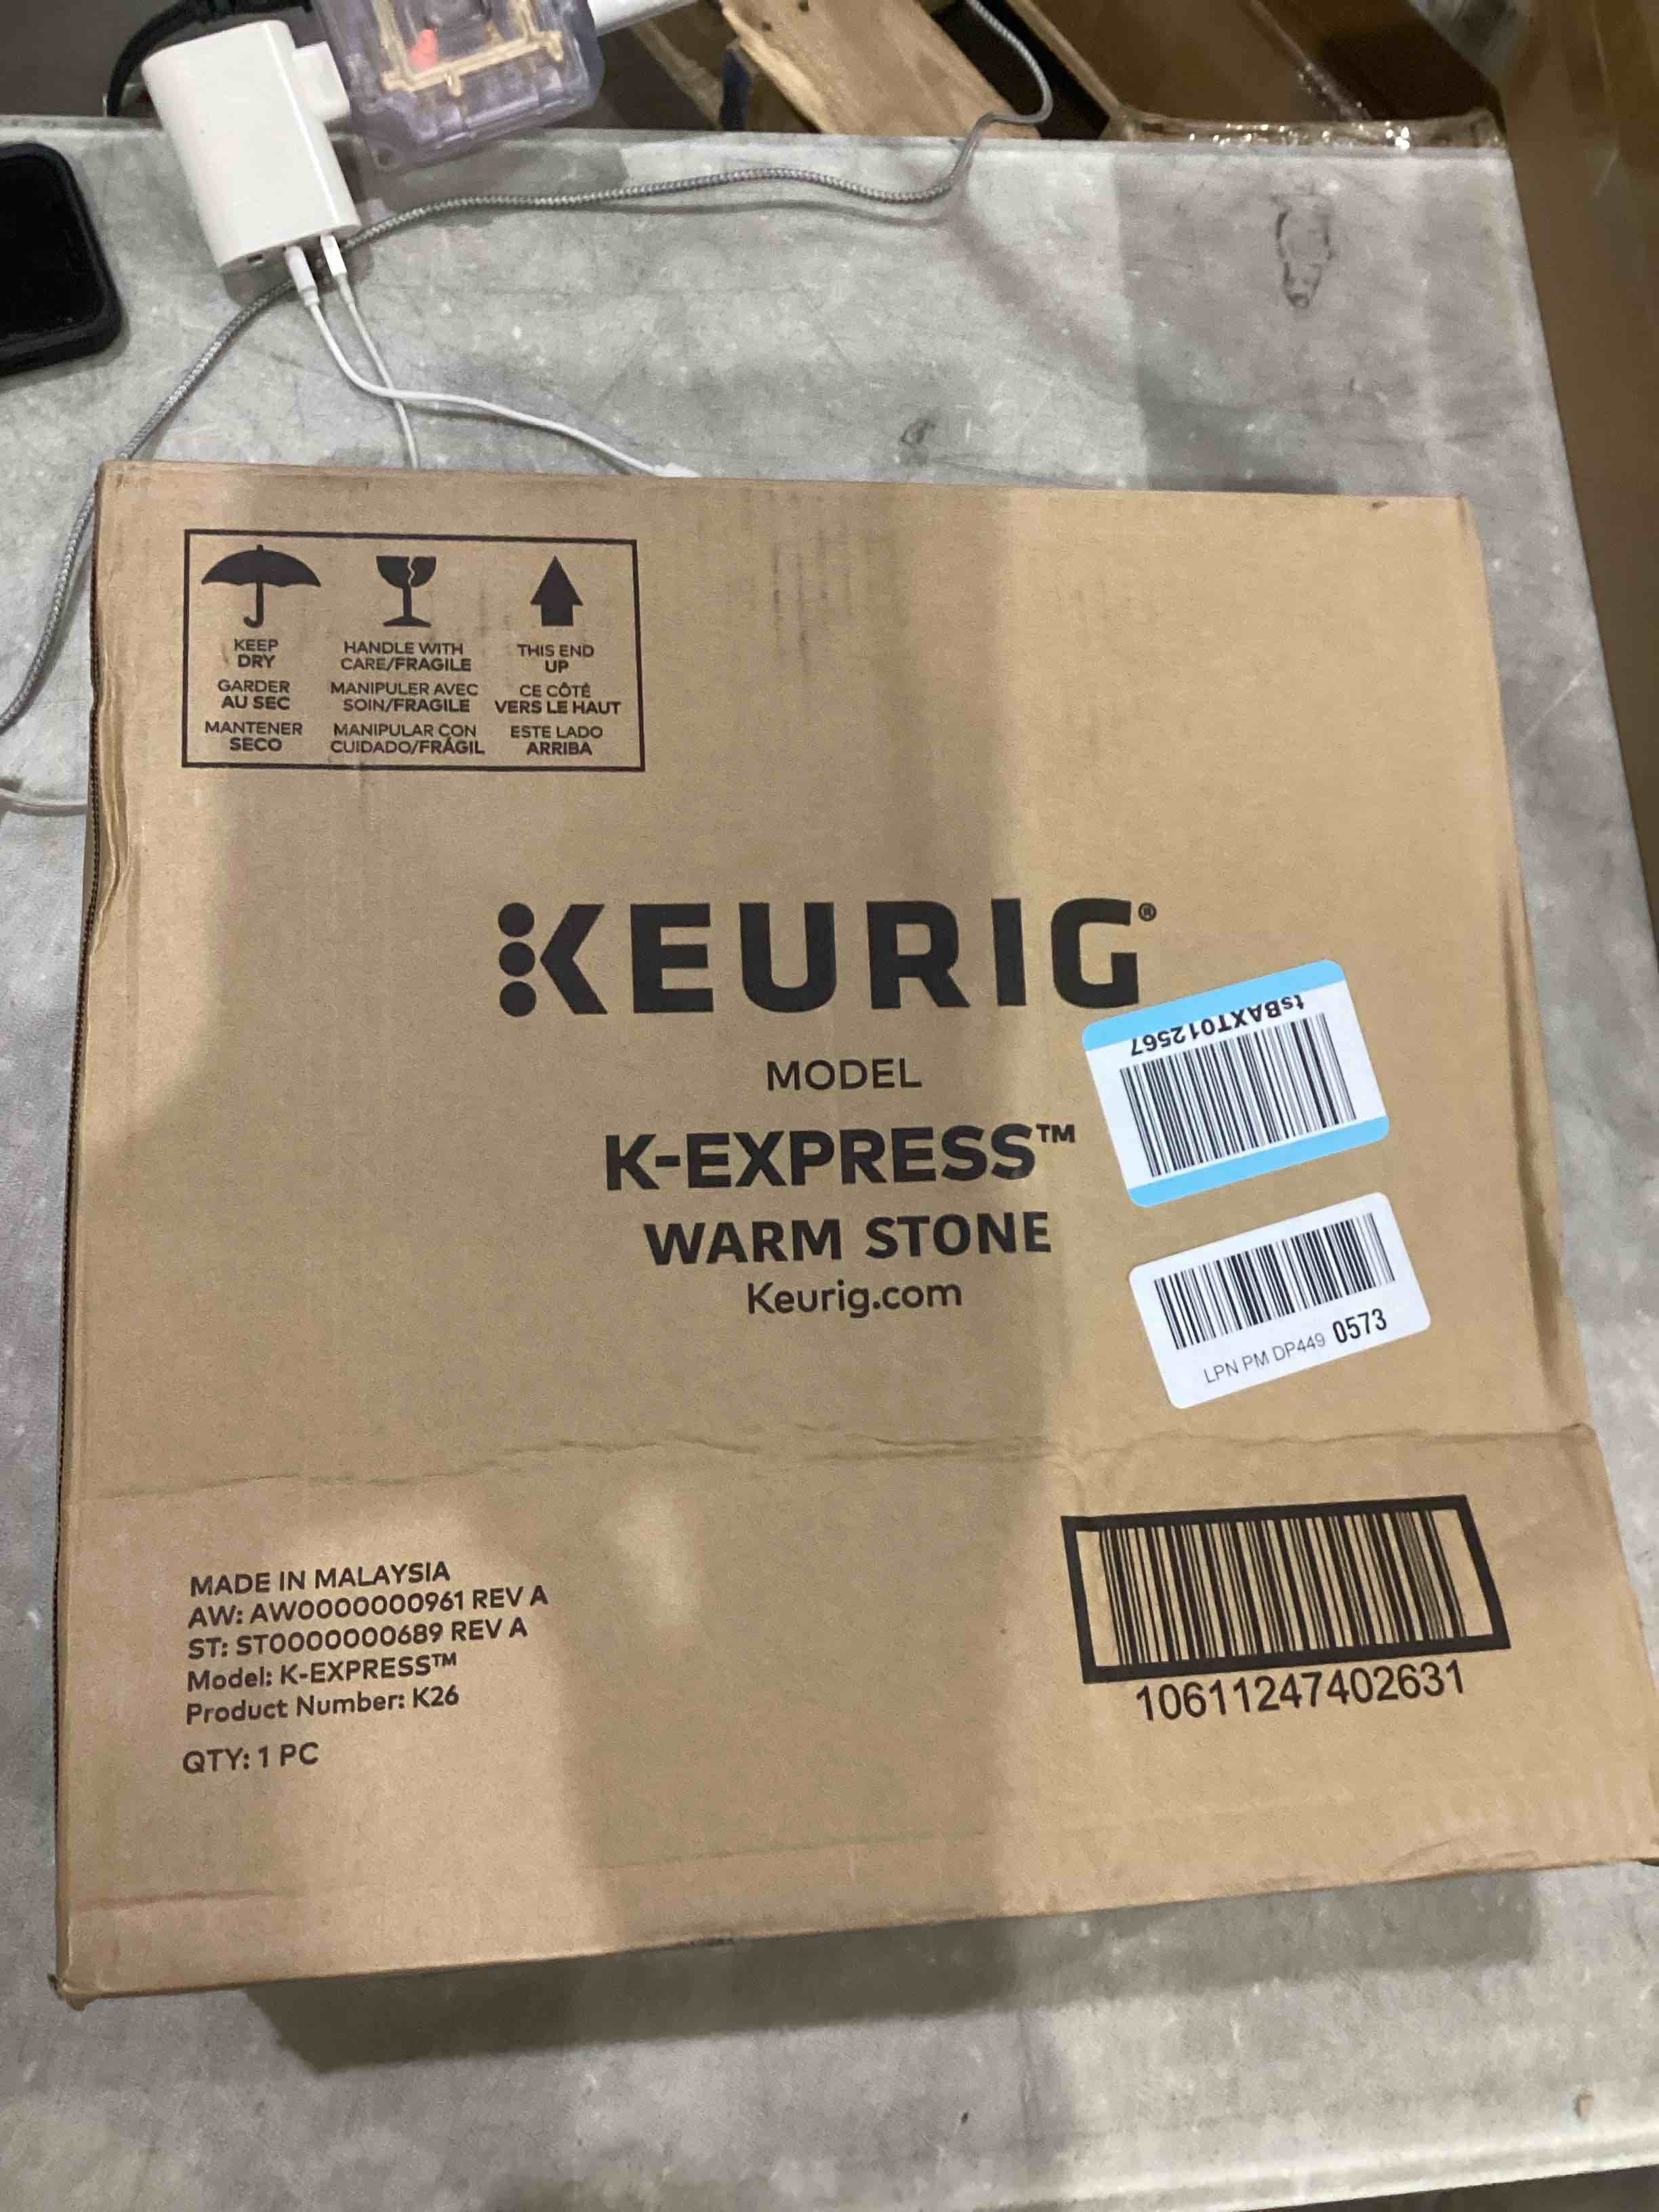 KEEP
DRY
GARDER
AU SEC
MANTENER
SECO
HANDLE WITH
CARE/FRAGILE
MANIPULER AVEC
SOIN/FRAGILE
MANIPULAR CON
CUIDADO/FRÁGIL
THIS END
UP
CE CÔTÉ
VERS LE HAUT
ESTE LADO
ARRIBA
KEURIG®
MODEL
K-EXPRESS™
WARM STONE
Keurig.com
tsBAXT012567
LPN PM DP449 0573
MADE IN MALAYSIA
AW: AW0000000961 REV A
ST: ST0000000689 REV A
Model: K-EXPRESS™
Product Number: K26
QTY: 1 PC
10611247402631